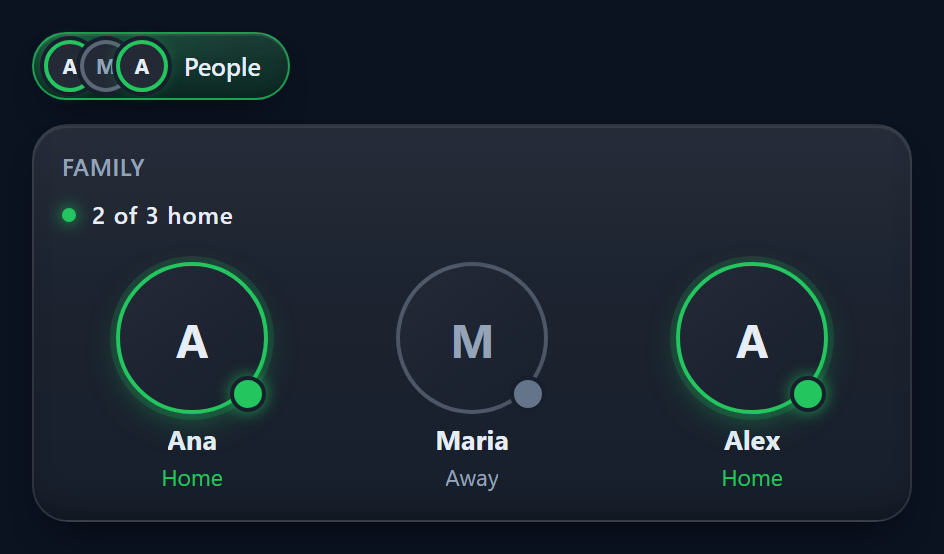 A M A People
FAMILY
2 of 3 home
A M A
Ana Maria Alex
Home Away Home